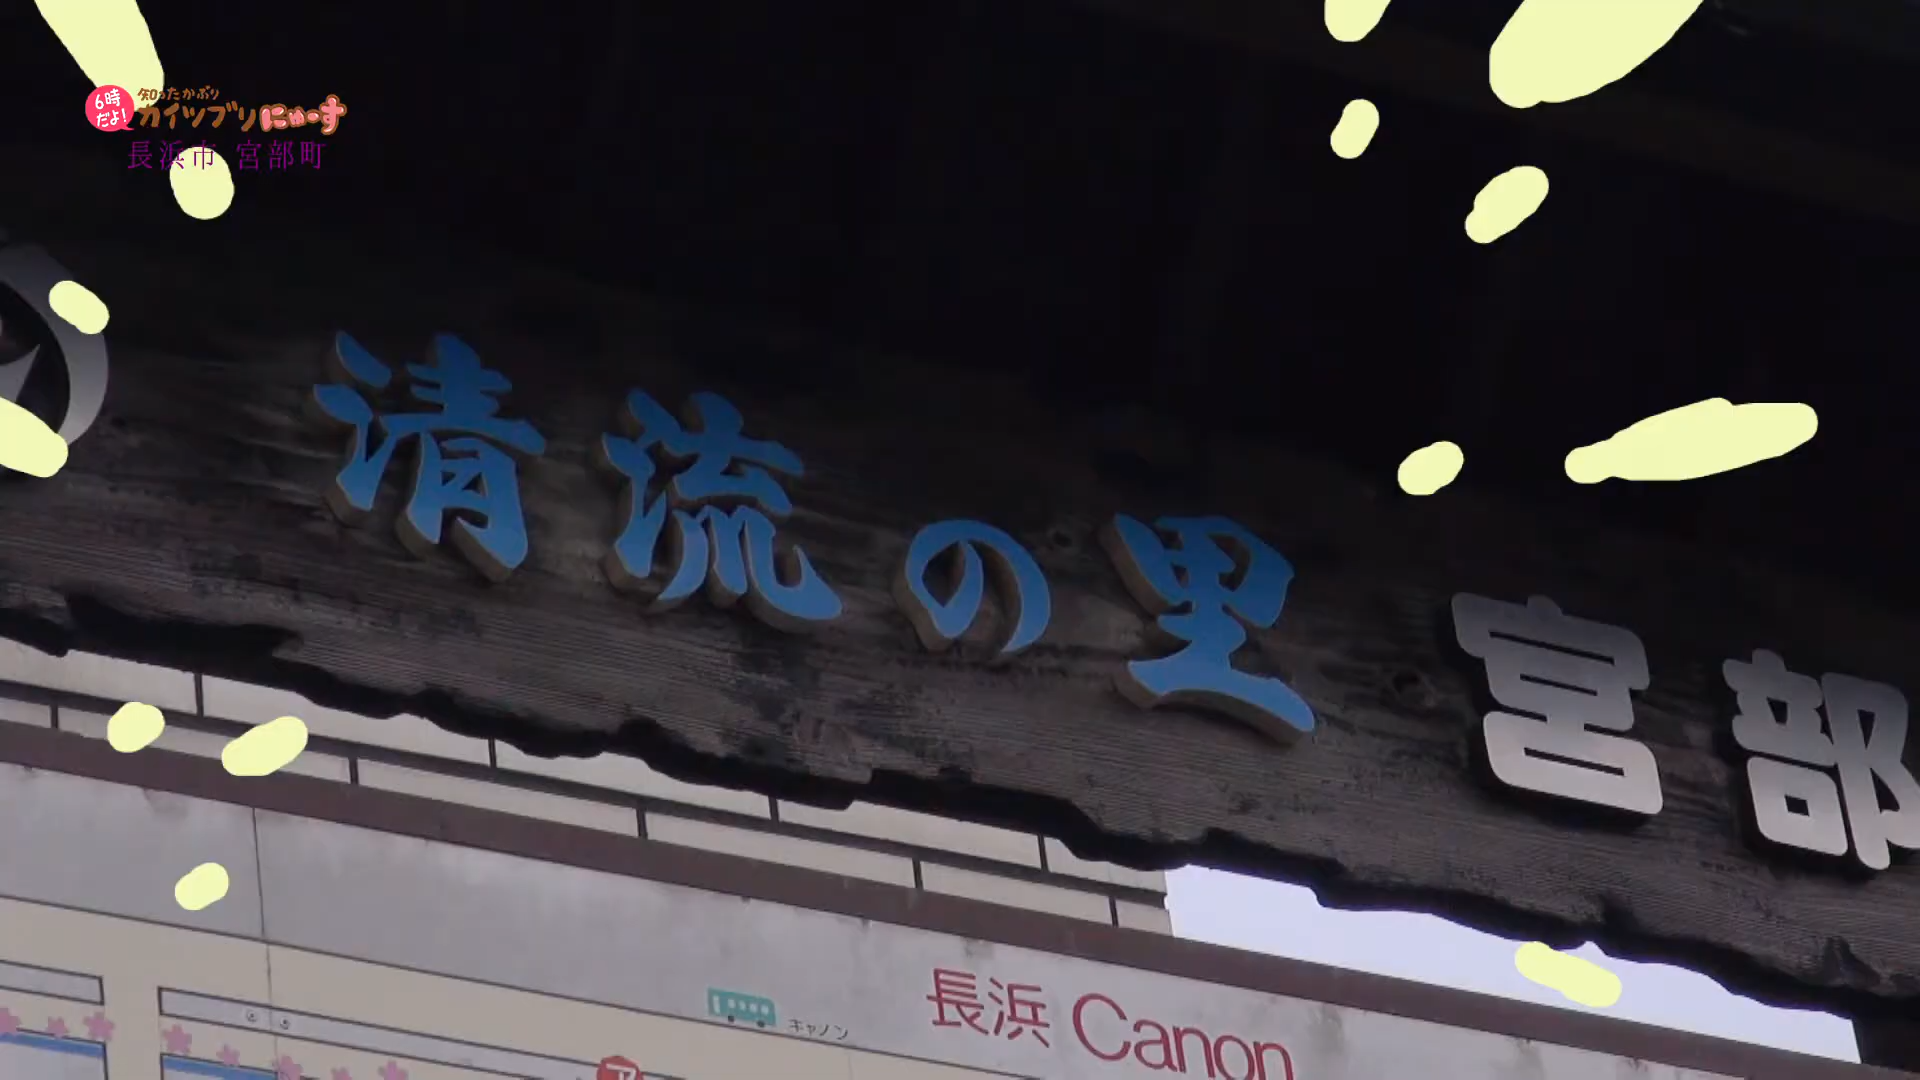 6時だよ!
知ったかぶり
カイツブリにゅーす
長浜市 宮部町
清流の里 宮部
キャノン
長浜 Canon
ア